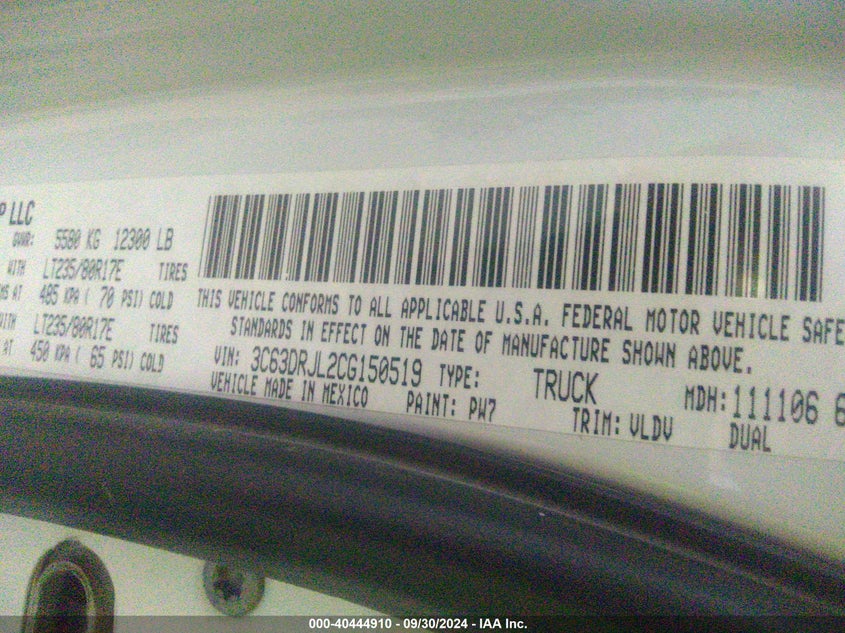 P LLC
GVWR: 5580 KG 12300 LB
WITH LT235/80R17E TIRES
MS AT 485 KPA ( 70 PSI) COLD
WITH LT235/80R17E TIRES
AT 450 KPA ( 65 PSI) COLD
THIS VEHICLE CONFORMS TO ALL APPLICABLE U.S.A. FEDERAL MOTOR VEHICLE SAFE
STANDARDS IN EFFECT ON THE DATE OF MANUFACTURE SHOWN ABOVE.
VIN: 3C63DRJL2CG150519 TYPE: TRUCK MDH: 111106 6
VEHICLE MADE IN MEXICO PAINT: PW7 TRIM: VLDV DUAL
000-40444910 - 09/30/2024 - IAA Inc.